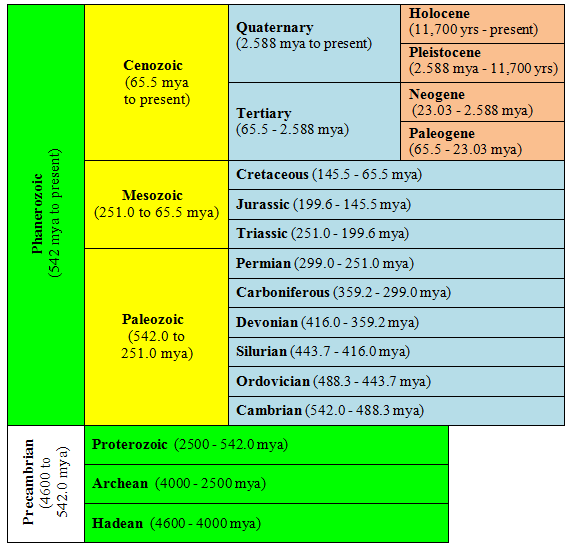 Phanerozoic
(542 mya to present)
Cenozoic
(65.5 mya
to present)
Quaternary
(2.588 mya to present)
Holocene
(11,700 yrs - present)
Pleistocene
(2.588 mya - 11,700 yrs)
Tertiary
(65.5 - 2.588 mya)
Neogene
(23.03 - 2.588 mya)
Paleogene
(65.5 - 23.03 mya)
Mesozoic
(251.0 to 65.5 mya)
Cretaceous (145.5 - 65.5 mya)
Jurassic (199.6 - 145.5 mya)
Triassic (251.0 - 199.6 mya)
Paleozoic
(542.0 to
251.0 mya)
Permian (299.0 - 251.0 mya)
Carboniferous (359.2 - 299.0 mya)
Devonian (416.0 - 359.2 mya)
Silurian (443.7 - 416.0 mya)
Ordovician (488.3 - 443.7 mya)
Cambrian (542.0 - 488.3 mya)
Precambrian
(4600 to
542.0 mya)
Proterozoic (2500 - 542.0 mya)
Archean (4000 - 2500 mya)
Hadean (4600 - 4000 mya)